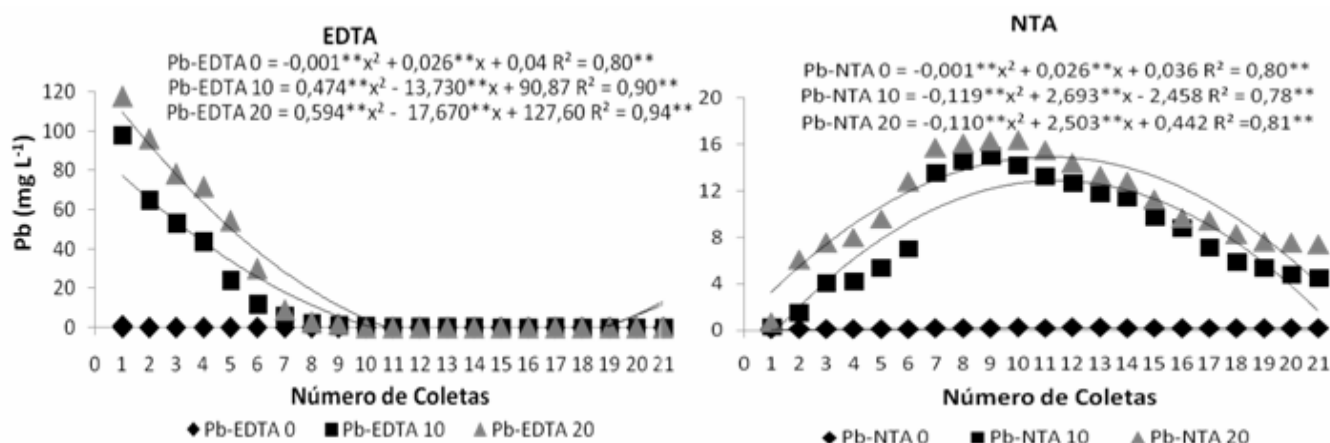 EDTA
Pb-EDTA 0 = -0,001**x² + 0,026**x + 0,04 R² = 0,80**
Pb-EDTA 10 = 0,474**x² - 13,730**x + 90,87 R² = 0,90**
Pb-EDTA 20 = 0,594**x² - 17,670**x + 127,60 R² = 0,94**
Pb (mg L⁻¹)
120
100
80
60
40
20
0
0 1 2 3 4 5 6 7 8 9 10 11 12 13 14 15 16 17 18 19 20 21
Número de Coletas
Pb-EDTA 0 Pb-EDTA 10 Pb-EDTA 20
NTA
Pb-NTA 0 = -0,001**x² + 0,026**x + 0,036 R² = 0,80**
Pb-NTA 10 = -0,119**x² + 2,693**x - 2,458 R² = 0,78**
Pb-NTA 20 = -0,110**x² + 2,503**x + 0,442 R² =0,81**
20
16
12
8
4
0
0 1 2 3 4 5 6 7 8 9 10 11 12 13 14 15 16 17 18 19 20 21
Número de Coletas
Pb-NTA 0 Pb-NTA 10 Pb-NTA 20